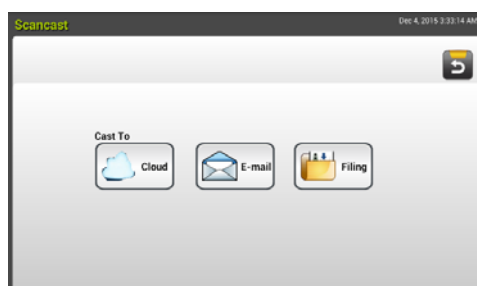 Scancast
Dec 4, 2015 3:33:14 AM
Cast To
Cloud
E-mail
Filing